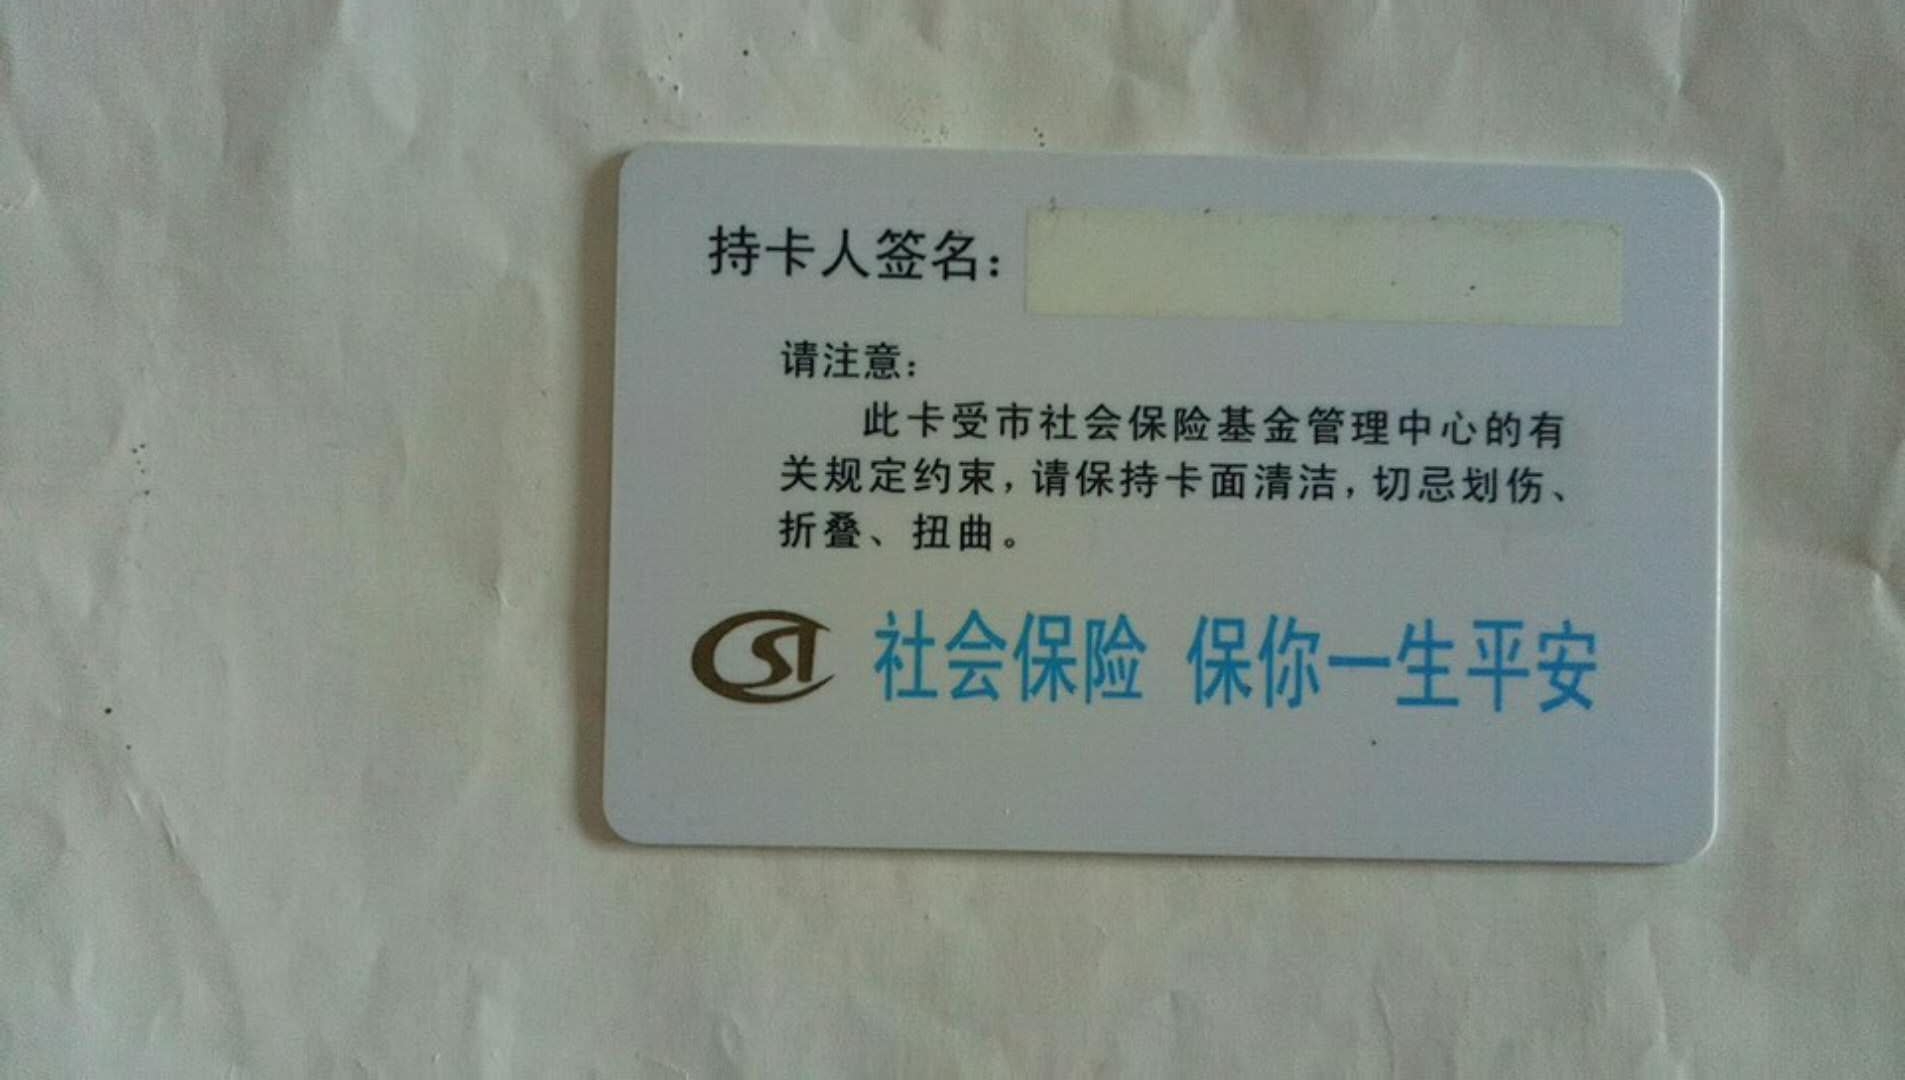 持卡人签名：
请注意：
此卡受市社会保险基金管理中心的有
关规定约束，请保持卡面清洁，切忌划伤、
折叠、扭曲。
CSI 社会保险 保你一生平安